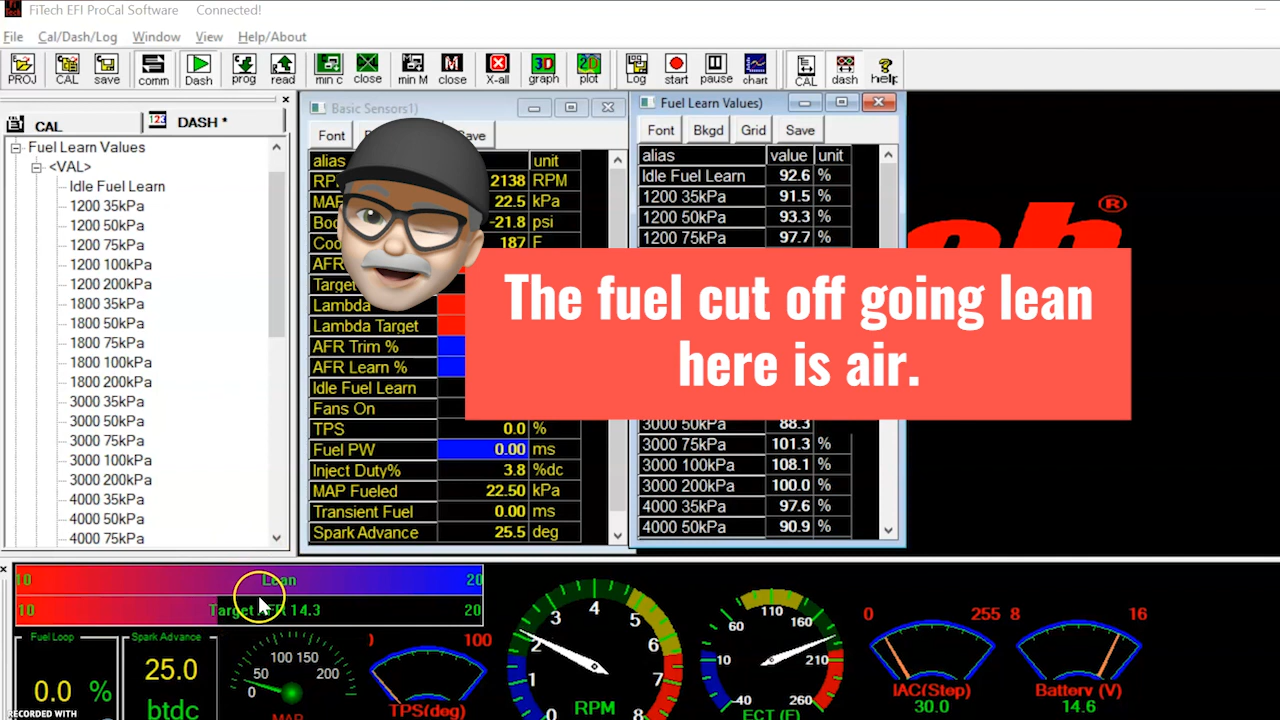 FiTech EFI ProCal Software Connected!
File Cal/Dash/Log Window View Help/About
PROJ CAL save comm Dash prog read min c close min M close X-all graph plot Log start pause chart CAL dash help
CAL
123 DASH *
Fuel Learn Values
<VAL>
Idle Fuel Learn
1200 35kPa
1200 50kPa
1200 75kPa
1200 100kPa
1200 200kPa
1800 35kPa
1800 50kPa
1800 75kPa
1800 100kPa
1800 200kPa
3000 35kPa
3000 50kPa
3000 75kPa
3000 100kPa
3000 200kPa
4000 35kPa
4000 50kPa
4000 75kPa
Basic Sensors1)
Font
alias unit
2138 RPM
22.5 kPa
-21.8 psi
187 F
Lambda
Lambda Target
AFR Trim %
AFR Learn %
Idle Fuel Learn
Fans On
TPS 0.0 %
Fuel PW 0.00 ms
Inject Duty% 3.8 %dc
MAP Fueled 22.50 kPa
Transient Fuel 0.00 ms
Spark Advance 25.5 deg
Fuel Learn Values)
Font Bkgd Grid Save
alias value unit
Idle Fuel Learn 92.6 %
1200 35kPa 91.5 %
1200 50kPa 93.3 %
1200 75kPa 97.7 %
The fuel cut off going lean
here is air.
3000 50kPa 88.3
3000 75kPa 101.3 %
3000 100kPa 108.1 %
3000 200kPa 100.0 %
4000 35kPa 97.6 %
4000 50kPa 90.9 %
®
10 Lean 20
10 Target AFR 14.3 20
Fuel Loop
0.0 %
Spark Advance
25.0
btdc
0 50 100 150 200
MAP
100
TPS(deg)
0 1 2 3 4 5 6 7 8
RPM
-40 10 60 110 160 210 260
ECT (F)
0 255
IAC(Step)
30.0
8 16
Battery (V)
14.6
RECORDED WITH